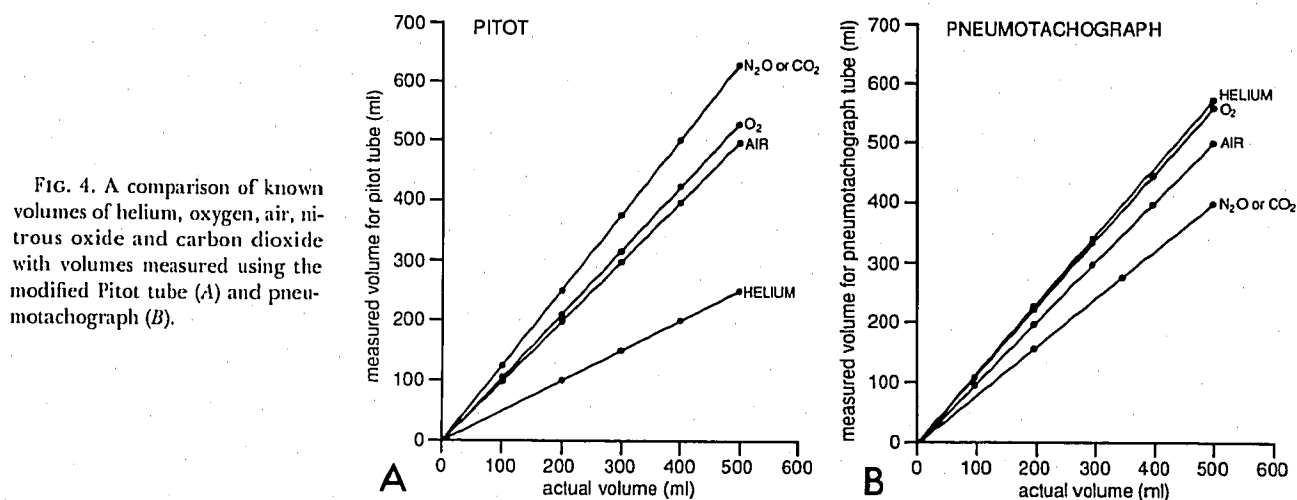 FIG. 4. A comparison of known
volumes of helium, oxygen, air, ni-
trous oxide and carbon dioxide
with volumes measured using the
modified Pitot tube (A) and pneu-
motachograph (B).
PITOT
measured volume for pitot tube (ml)
700
600
500
400
300
200
100
0
N₂O or CO₂
O₂
AIR
HELIUM
0 100 200 300 400 500 600
actual volume (ml)
A
PNEUMOTACHOGRAPH
measured volume for pneumotachograph tube (ml)
700
600
500
400
300
200
100
0
HELIUM
O₂
AIR
N₂O or CO₂
0 100 200 300 400 500 600
actual volume (ml)
B